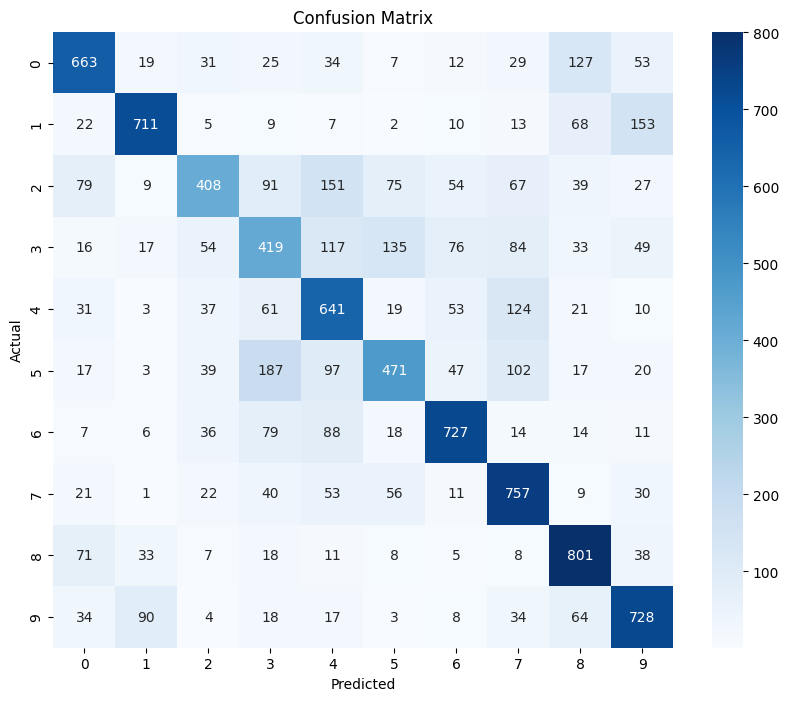 Confusion Matrix
0 663 19 31 25 34 7 12 29 127 53
1 22 711 5 9 7 2 10 13 68 153
2 79 9 408 91 151 75 54 67 39 27
3 16 17 54 419 117 135 76 84 33 49
4 31 3 37 61 641 19 53 124 21 10
5 17 3 39 187 97 471 47 102 17 20
6 7 6 36 79 88 18 727 14 14 11
7 21 1 22 40 53 56 11 757 9 30
8 71 33 7 18 11 8 5 8 801 38
9 34 90 4 18 17 3 8 34 64 728
0 1 2 3 4 5 6 7 8 9
Predicted
Actual
800
700
600
500
400
300
200
100